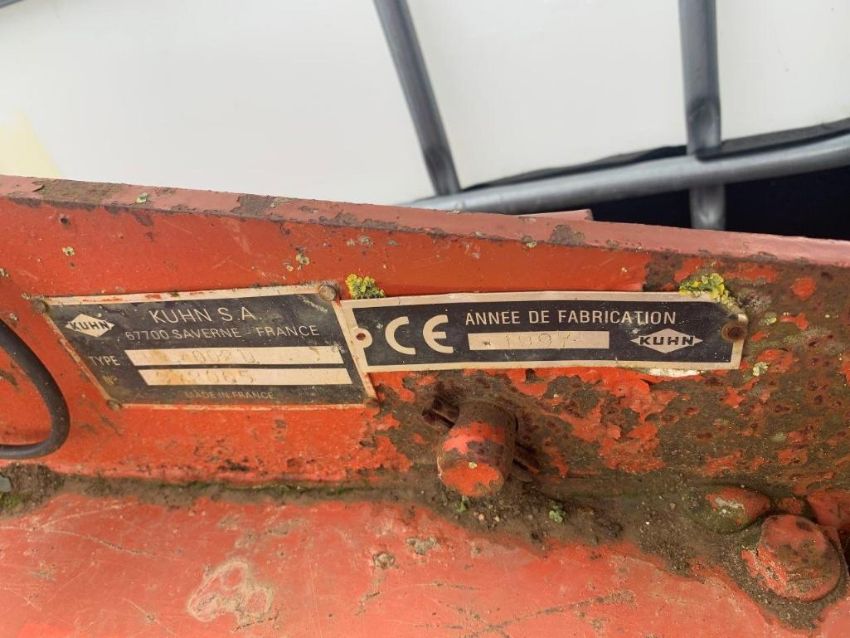 KUHN
KUHN S.A.
67700 SAVERNE - FRANCE
TYPE
N°
MADE IN FRANCE
CE
ANNEE DE FABRICATION
KUHN